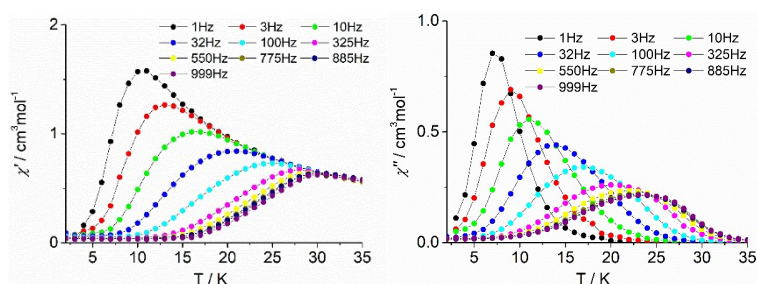 2
1
0
χ' / cm³mol⁻¹
1Hz 3Hz 10Hz
32Hz 100Hz 325Hz
550Hz 775Hz 885Hz
999Hz
5 10 15 20 25 30 35
T / K
1.0
0.5
0.0
χ'' / cm³mol⁻¹
1Hz 3Hz 10Hz
32Hz 100Hz 325Hz
550Hz 775Hz 885Hz
999Hz
5 10 15 20 25 30 35
T / K